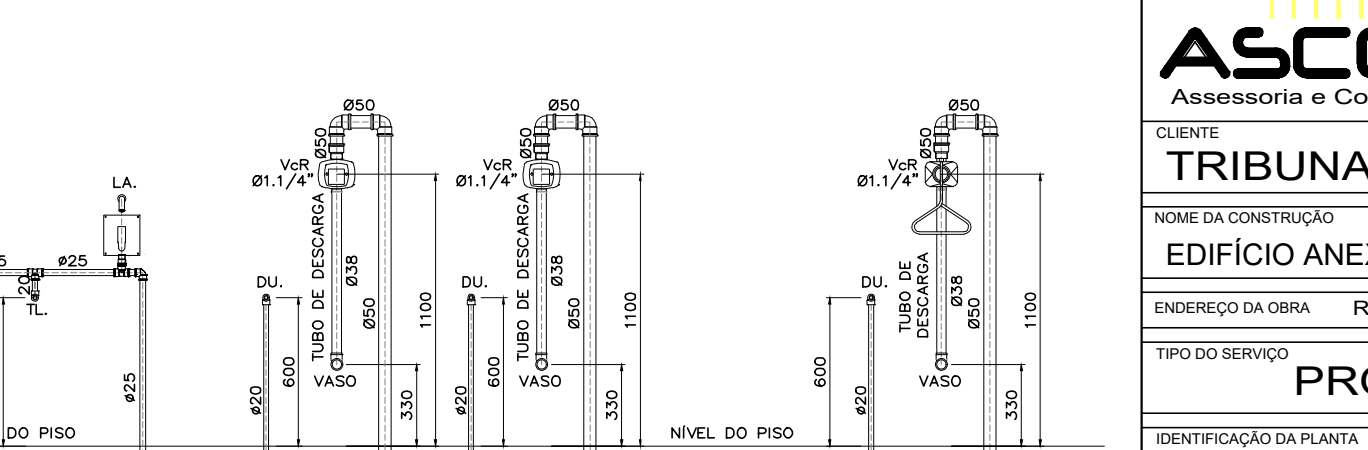 LA.
5
ø25
20
TL.
ø25
DO PISO
Ø50
Ø50
VcR
Ø1.1/4"
TUBO DE DESCARGA
Ø38
Ø50
1100
DU.
600
ø20
VASO
330
Ø50
Ø50
VcR
Ø1.1/4"
TUBO DE DESCARGA
Ø38
Ø50
1100
DU.
600
ø20
VASO
330
NÍVEL DO PISO
Ø50
Ø50
VcR
Ø1.1/4"
TUBO DE
DESCARGA
Ø38
Ø50
1100
DU.
600
ø20
VASO
330
Assessoria e Co
CLIENTE
TRIBUNA
NOME DA CONSTRUÇÃO
EDIFÍCIO ANE
ENDEREÇO DA OBRA R
TIPO DO SERVIÇO
PRO
IDENTIFICAÇÃO DA PLANTA